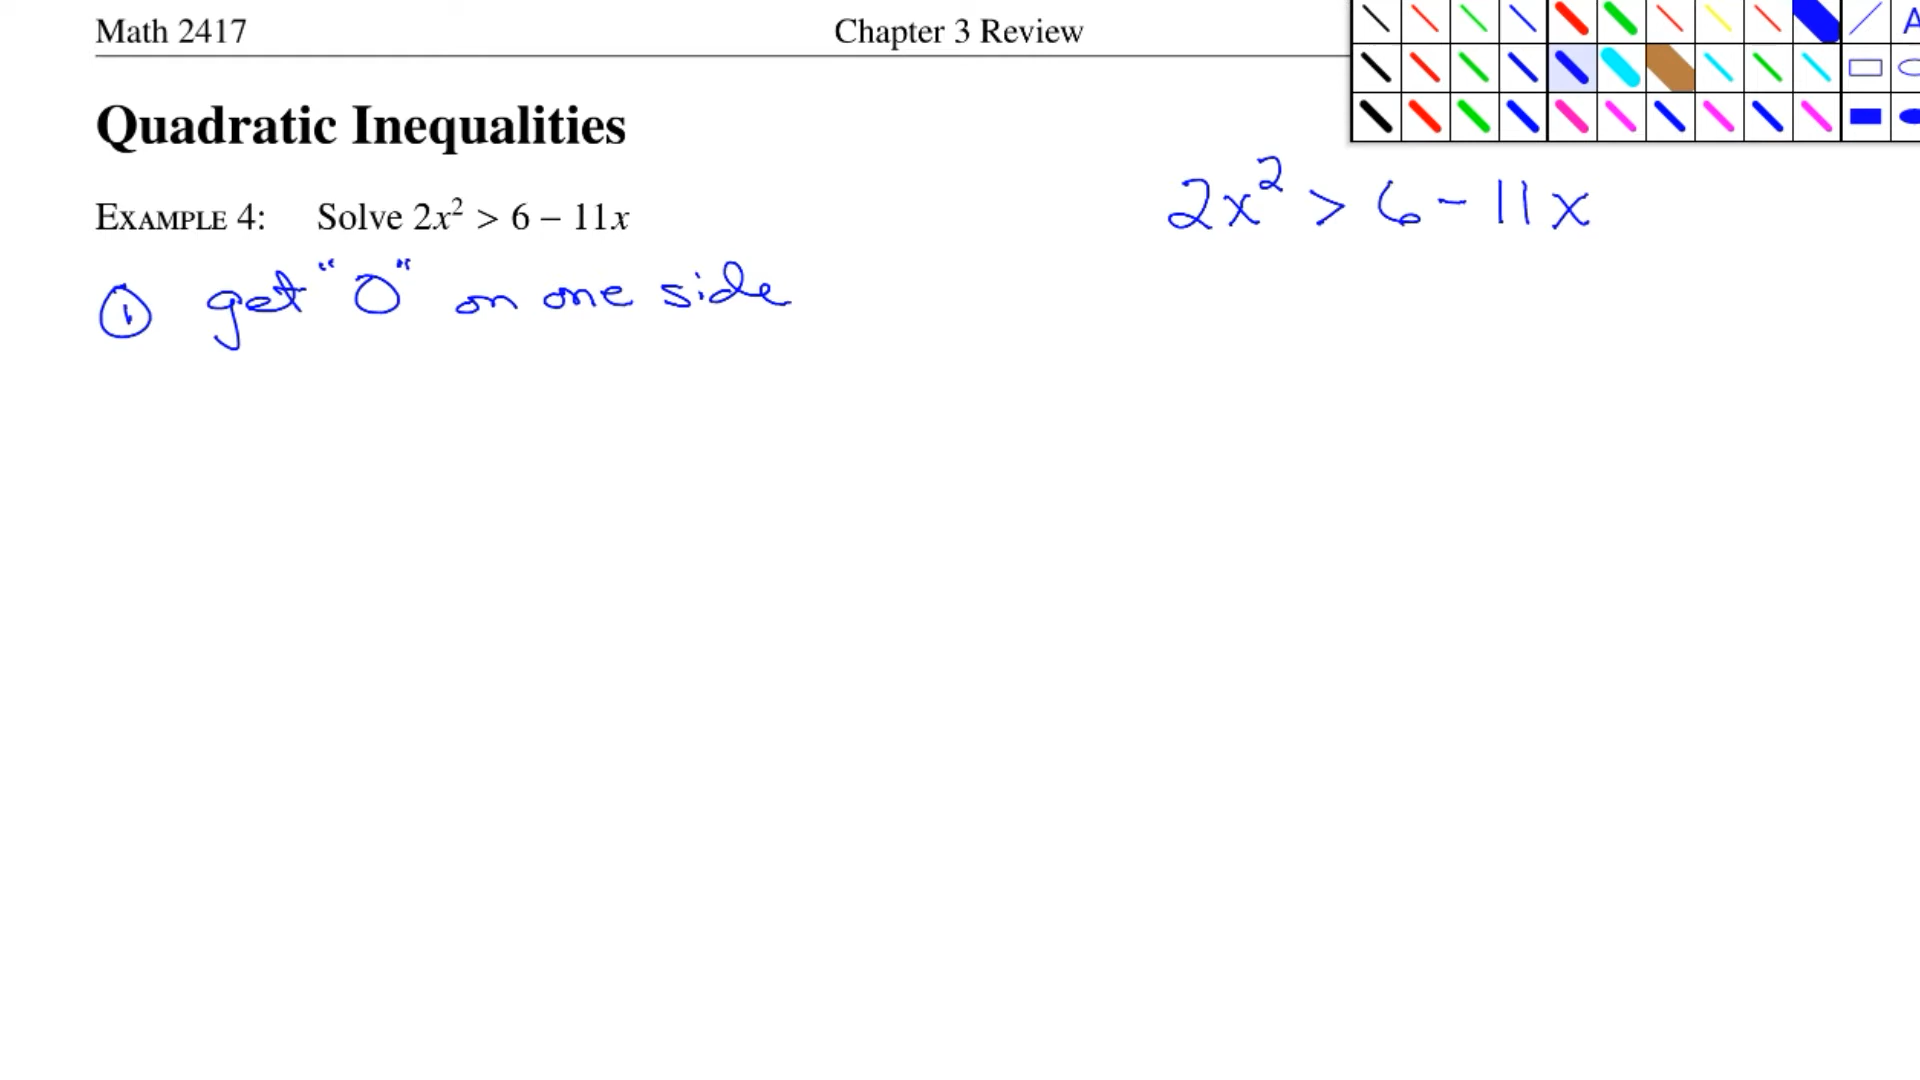 Math 2417 Chapter 3 Review
Quadratic Inequalities
EXAMPLE 4: Solve 2x² > 6 – 11x
2x² > 6 - 11x
① get "0" on one side
A